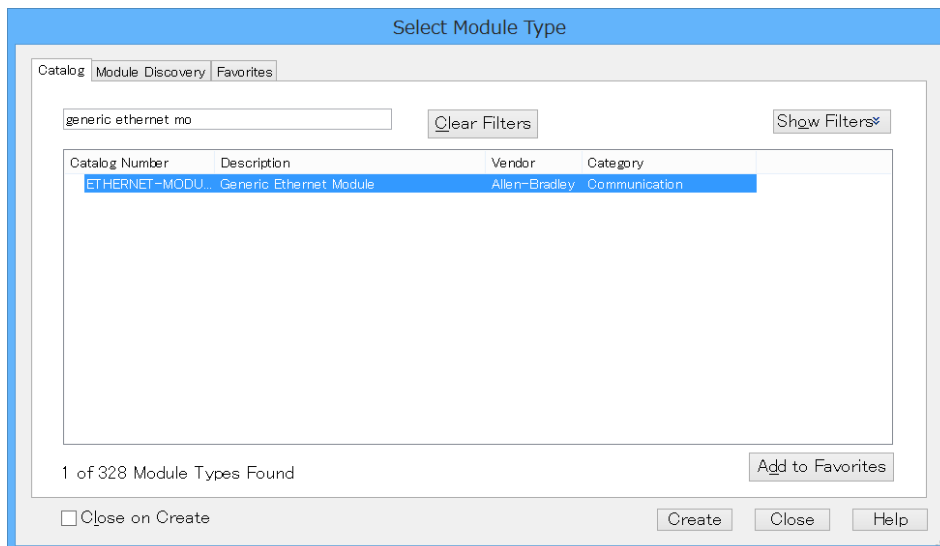 Select Module Type
Catalog Module Discovery Favorites
generic ethernet mo Clear Filters Show Filters
Catalog Number Description Vendor Category
ETHERNET-MODU... Generic Ethernet Module Allen-Bradley Communication
1 of 328 Module Types Found Add to Favorites
Close on Create Create Close Help